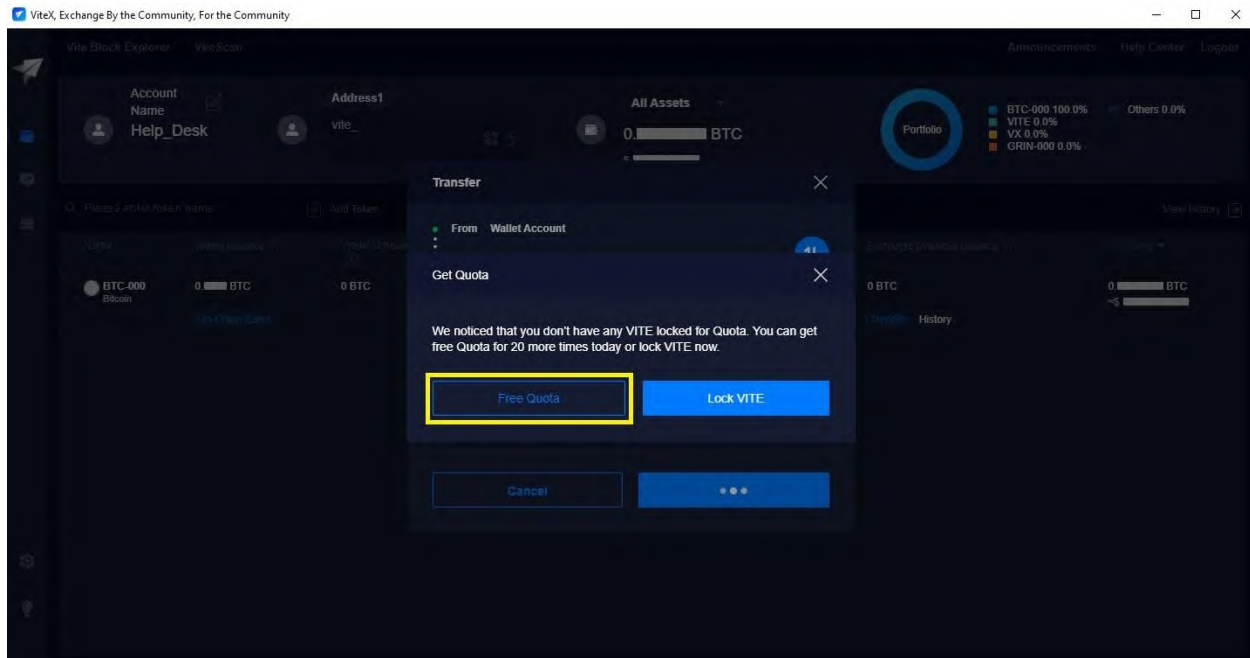 ViteX, Exchange By the Community, For the Community
Vite Block Explorer ViteScan Announcements Help Center Logout
Account Name
Help_Desk
Address1
vite_
All Assets
0. BTC
Portfolio
BTC-000 100.0% Others 0.0%
VITE 0.0%
VX 0.0%
GRIN-000 0.0%
Transfer
Please enter token name Add Token View History
From Wallet Account
Get Quota
BTC-000 0. BTC 0 BTC 0 BTC 0. BTC
Bitcoin
≈$
On-Chain Send Transfer History
We noticed that you don't have any VITE locked for Quota. You can get
free Quota for 20 more times today or lock VITE now.
Free Quota Lock VITE
Cancel